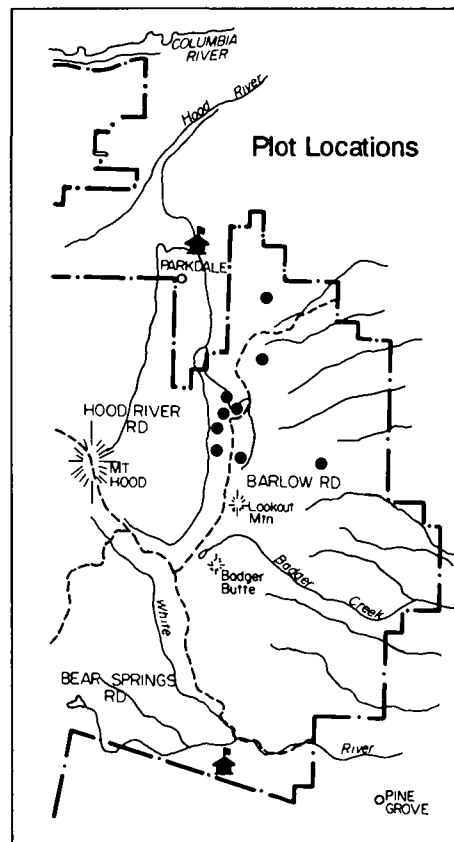 COLUMBIA
RIVER
Hood River
Plot Locations
PARKDALE
HOOD RIVER
RD
MT
HOOD
BARLOW RD
Lookout
Mtn
Badger
Butte
Badger
Creek
White
BEAR SPRINGS
RD
River
PINE
GROVE